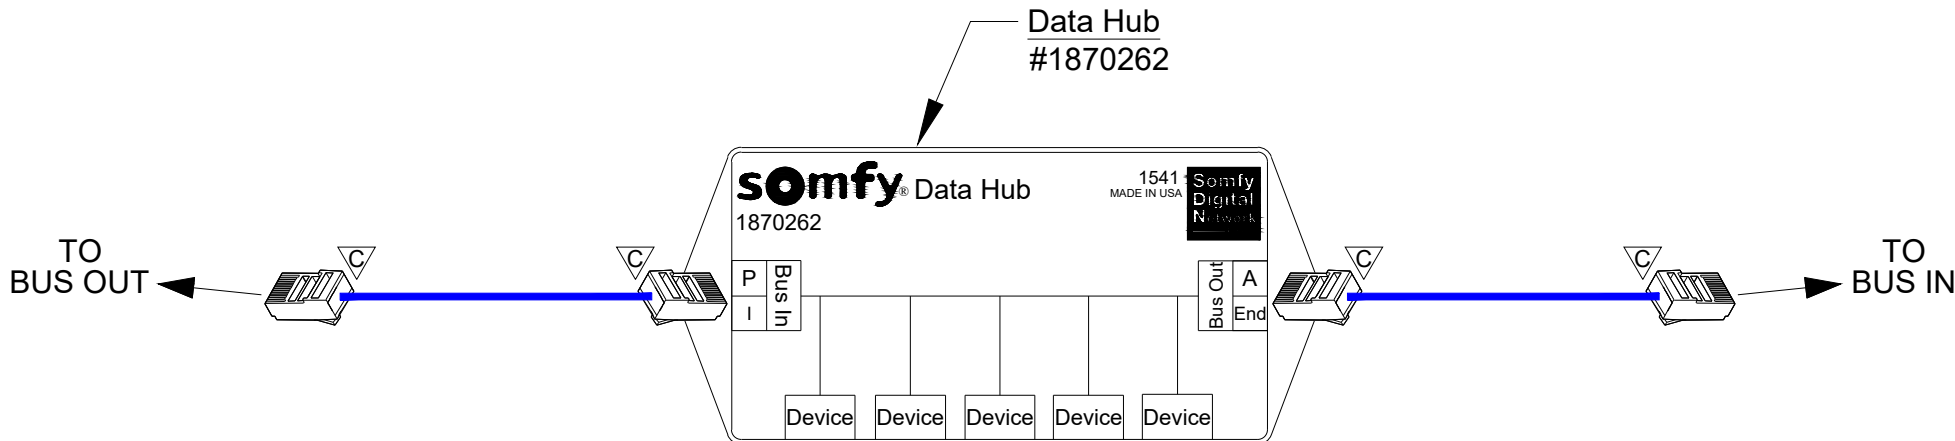 Data Hub
#1870262
somfy® Data Hub
1541
MADE IN USA
Somfy
Digital
Network
1870262
TO
BUS OUT
C
C
P
I
Bus In
Bus Out
A
End
C
C
TO
BUS IN
Device
Device
Device
Device
Device